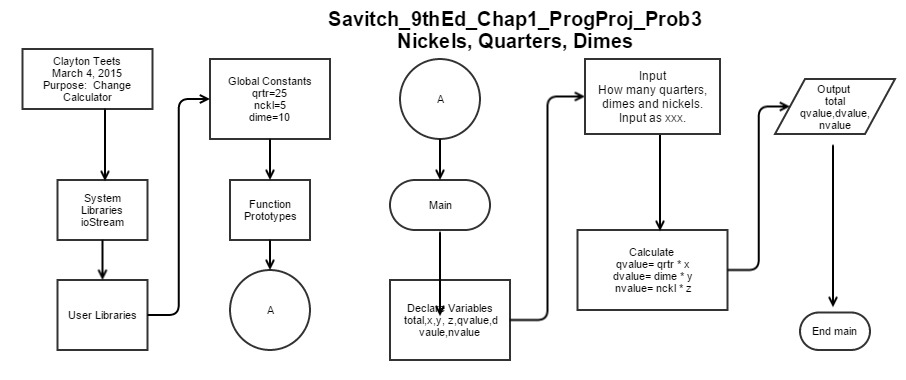 Savitch_9thEd_Chap1_ProgProj_Prob3
Nickels, Quarters, Dimes
Clayton Teets
March 4, 2015
Purpose: Change
Calculator
System
Libraries
ioStream
User Libraries
Global Constants
qrtr=25
nckl=5
dime=10
Function
Prototypes
A
A
Main
Declare Variables
total,x,y, z,qvalue,d
vaule,nvalue
Input
How many quarters,
dimes and nickels.
Input as xxx.
Calculate
qvalue= qrtr * x
dvalue= dime * y
nvalue= nckl * z
Output
total
qvalue,dvalue,
nvalue
End main